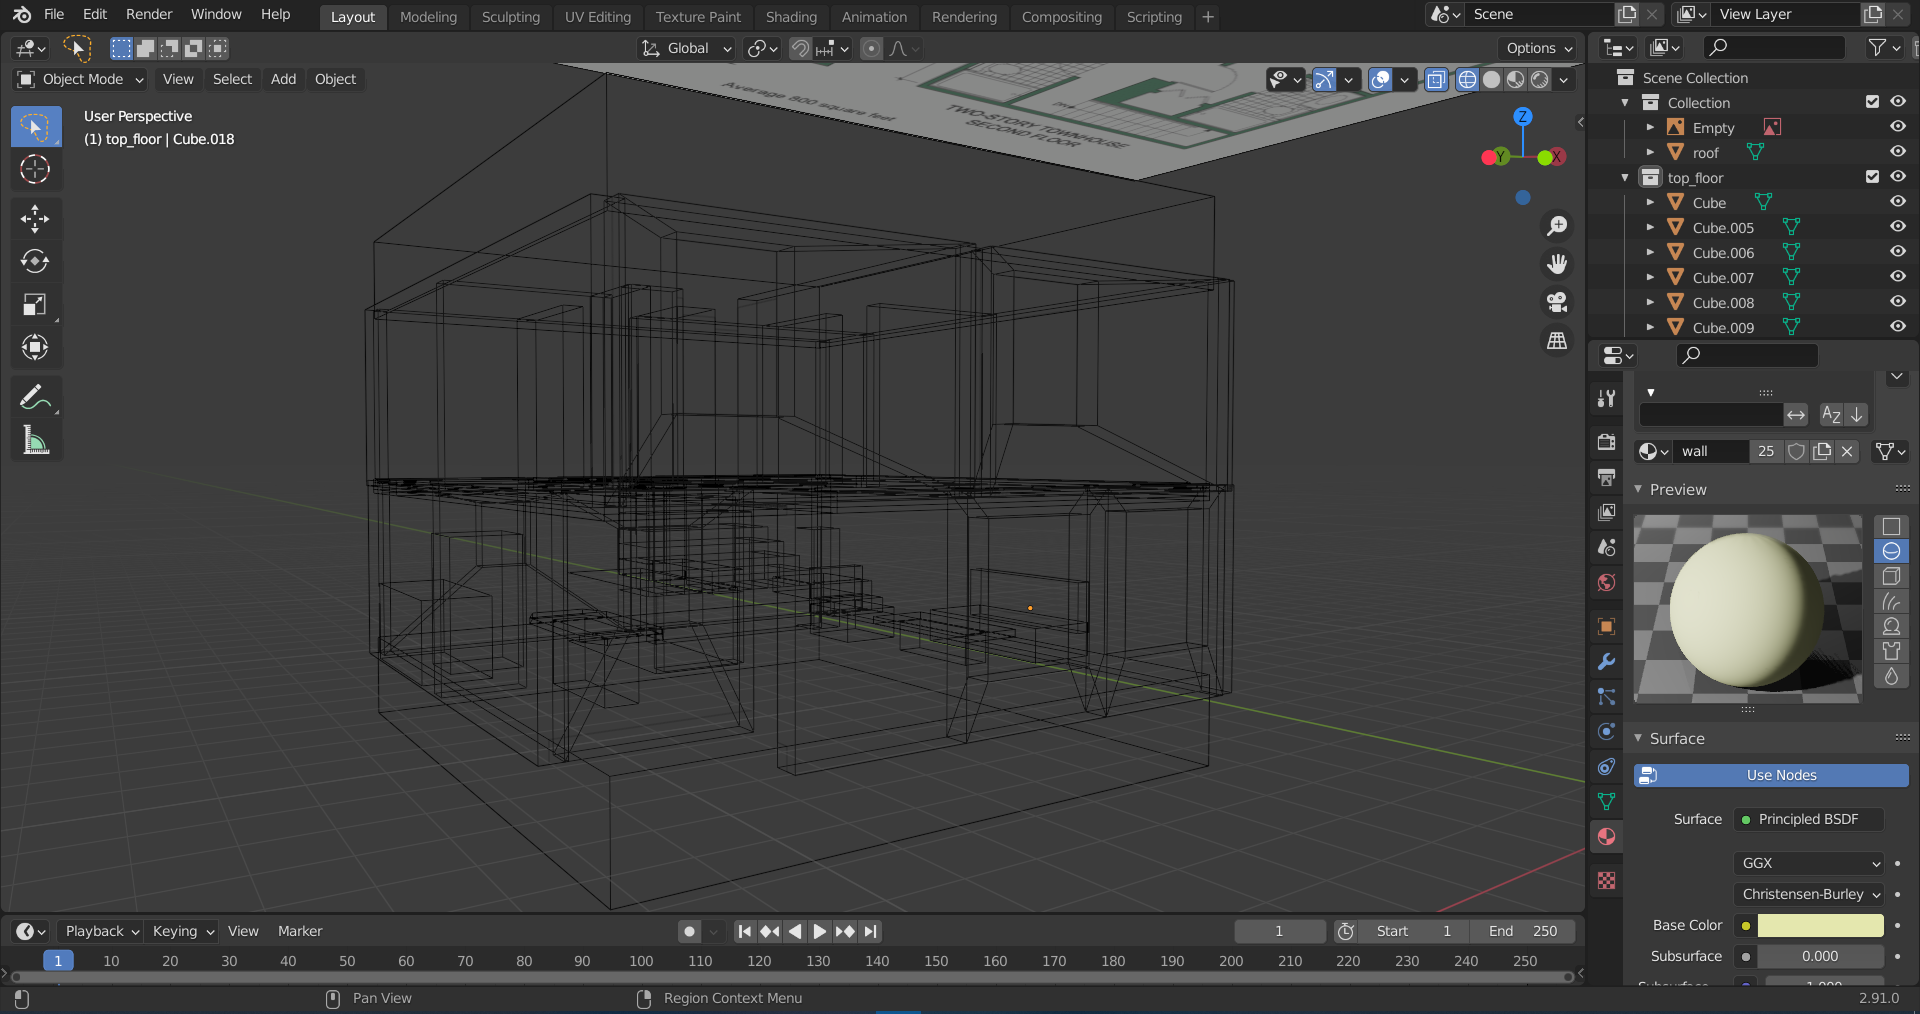 File Edit Render Window Help
Layout Modeling Sculpting UV Editing Texture Paint Shading Animation Rendering Compositing Scripting +
Scene
View Layer
Global
Options
Object Mode View Select Add Object
User Perspective
(1) top_floor | Cube.018
Average 800 square feet
TWO-STORY TOWNHOUSE
SECOND FLOOR
Z
Y
X
Scene Collection
Collection
Empty
roof
top_floor
Cube
Cube.005
Cube.006
Cube.007
Cube.008
Cube.009
wall 25
Preview
Surface
Use Nodes
Surface Principled BSDF
GGX
Christensen-Burley
Base Color
Subsurface 0.000
Playback Keying View Marker
1
Start 1
End 250
1 10 20 30 40 50 60 70 80 90 100 110 120 130 140 150 160 170 180 190 200 210 220 230 240 250
Pan View
Region Context Menu
2.91.0